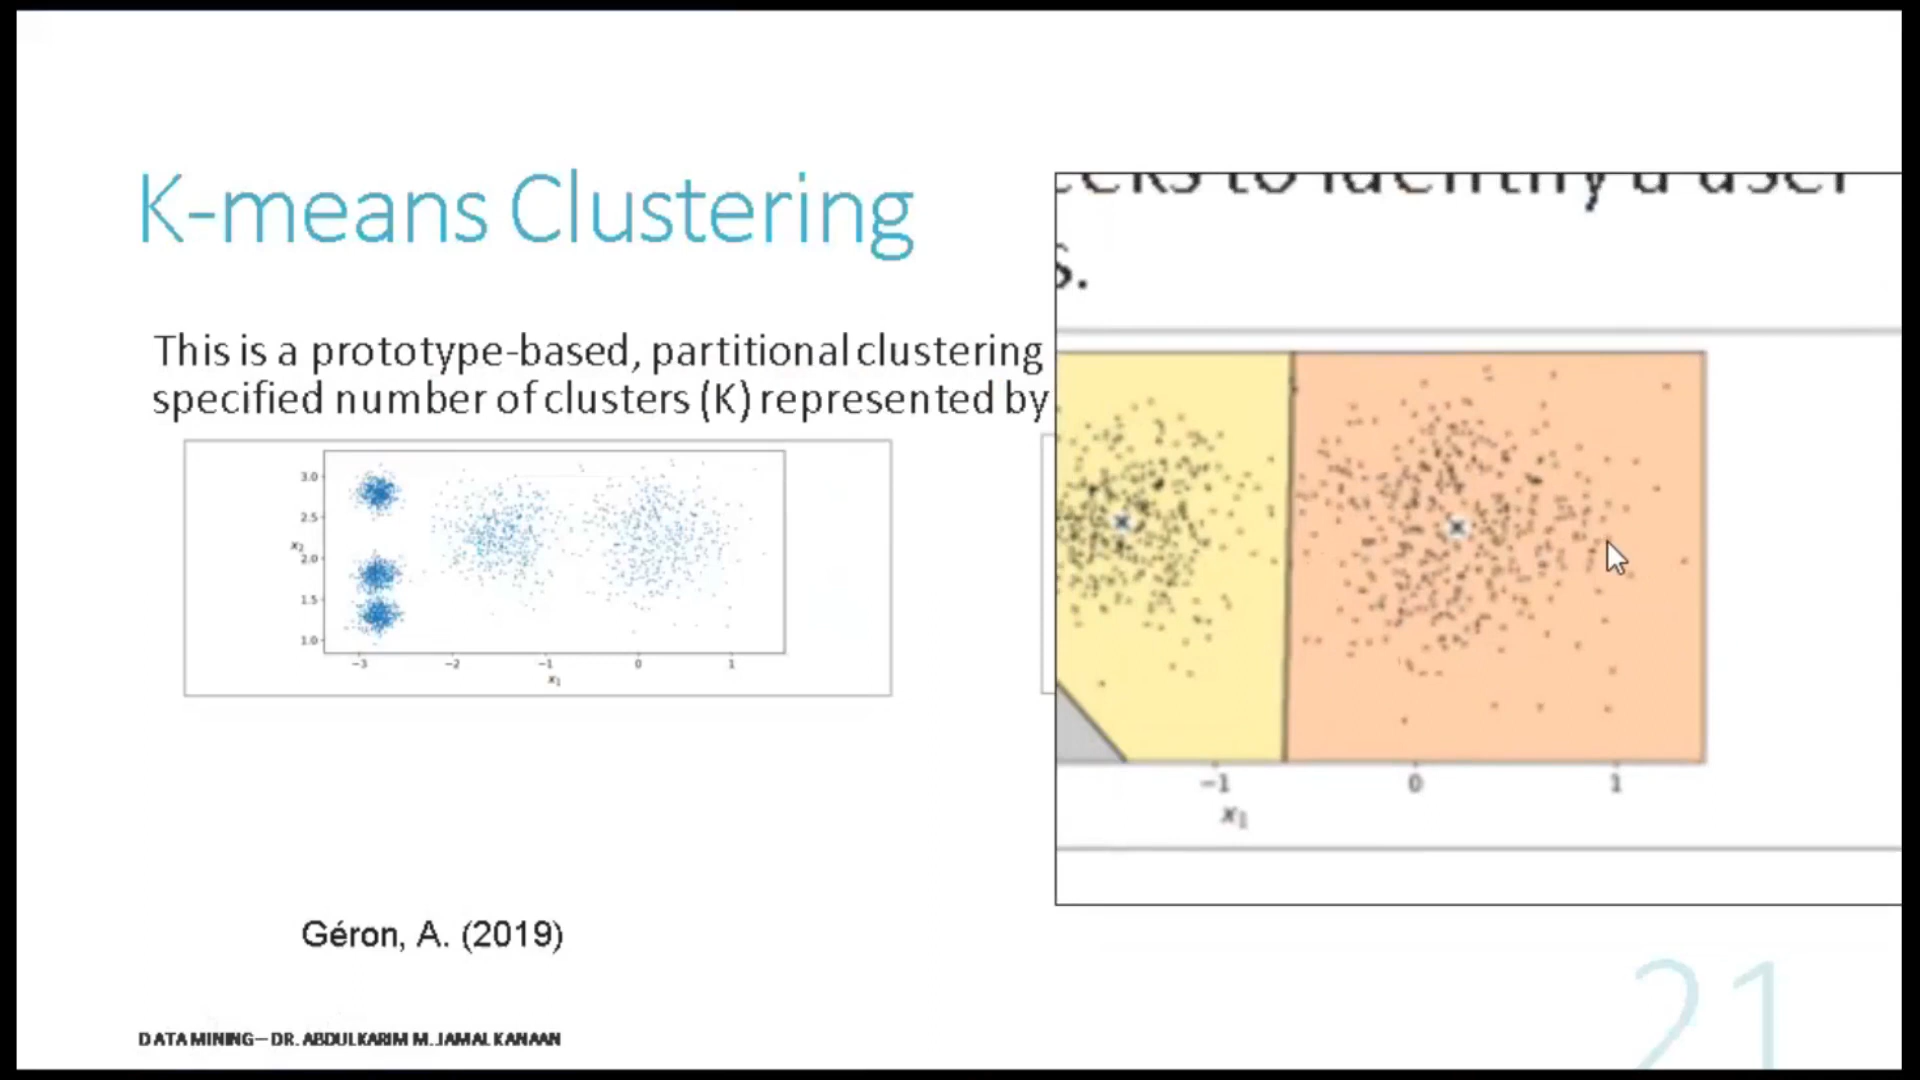 K-means Clustering
This is a prototype-based, partitional clustering
specified number of clusters (K) represented by
to identify a user
s.
3.0
2.5
x₂
2.0
1.5
1.0
−3
−2
−1
0
1
x₁
−1
0
1
x₁
Géron, A. (2019)
DATA MINING – DR. ABDULKARIM M. JAMAL KANAAN
21